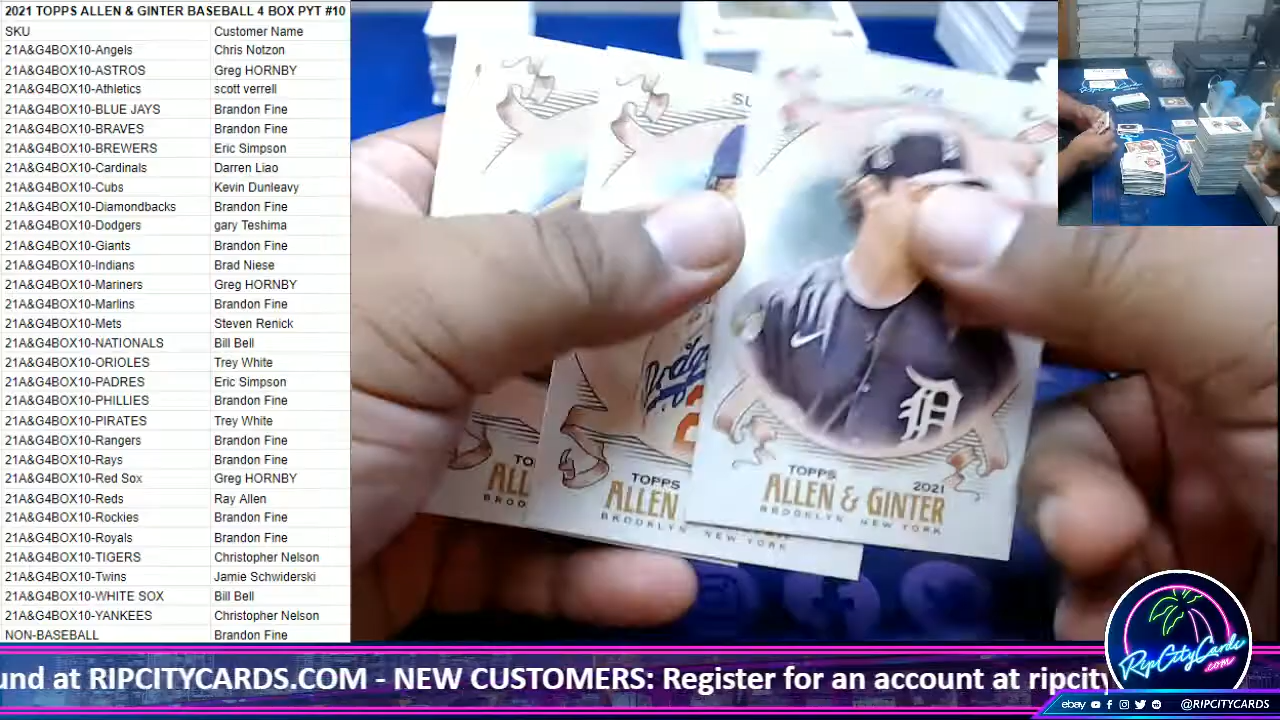 2021 TOPPS ALLEN & GINTER BASEBALL 4 BOX PYT #10
SKU Customer Name
21A&G4BOX10-Angels Chris Notzon
21A&G4BOX10-ASTROS Greg HORNBY
21A&G4BOX10-Athletics scott verrell
21A&G4BOX10-BLUE JAYS Brandon Fine
21A&G4BOX10-BRAVES Brandon Fine
21A&G4BOX10-BREWERS Eric Simpson
21A&G4BOX10-Cardinals Darren Liao
21A&G4BOX10-Cubs Kevin Dunleavy
21A&G4BOX10-Diamondbacks Brandon Fine
21A&G4BOX10-Dodgers gary Teshima
21A&G4BOX10-Giants Brandon Fine
21A&G4BOX10-Indians Brad Niese
21A&G4BOX10-Mariners Greg HORNBY
21A&G4BOX10-Marlins Brandon Fine
21A&G4BOX10-Mets Steven Renick
21A&G4BOX10-NATIONALS Bill Bell
21A&G4BOX10-ORIOLES Trey White
21A&G4BOX10-PADRES Eric Simpson
21A&G4BOX10-PHILLIES Brandon Fine
21A&G4BOX10-PIRATES Trey White
21A&G4BOX10-Rangers Brandon Fine
21A&G4BOX10-Rays Brandon Fine
21A&G4BOX10-Red Sox Greg HORNBY
21A&G4BOX10-Reds Ray Allen
21A&G4BOX10-Rockies Brandon Fine
21A&G4BOX10-Royals Brandon Fine
21A&G4BOX10-TIGERS Christopher Nelson
21A&G4BOX10-Twins Jamie Schwiderski
21A&G4BOX10-WHITE SOX Bill Bell
21A&G4BOX10-YANKEES Christopher Nelson
NON-BASEBALL Brandon Fine
SU
Dodge
D
TO
ALL
BROO
TOPPS
ALLEN
BROOKLYN NEW YORK
TOPPS 2021
ALLEN & GINTER
BROOKLYN NEW YORK
und at RIPCITYCARDS.COM - NEW CUSTOMERS: Register for an account at ripcity
RipCityCards
.com
ebay @RIPCITYCARDS